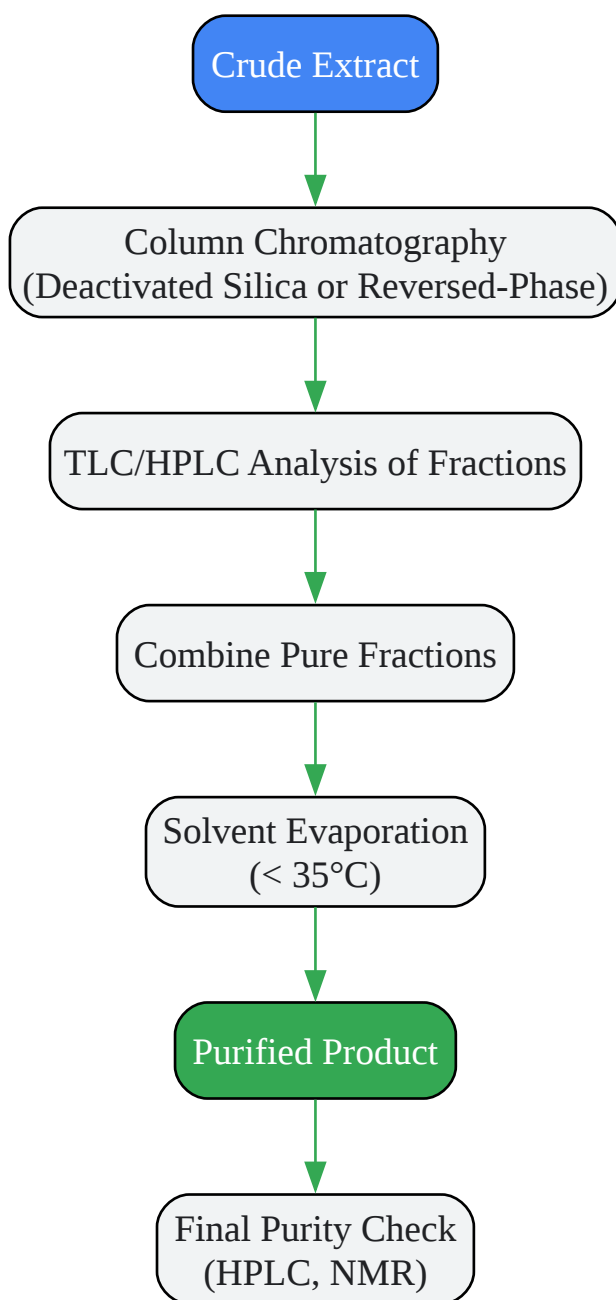 Crude Extract
Column Chromatography
(Deactivated Silica or Reversed-Phase)
TLC/HPLC Analysis of Fractions
Combine Pure Fractions
Solvent Evaporation
(< 35°C)
Purified Product
Final Purity Check
(HPLC, NMR)